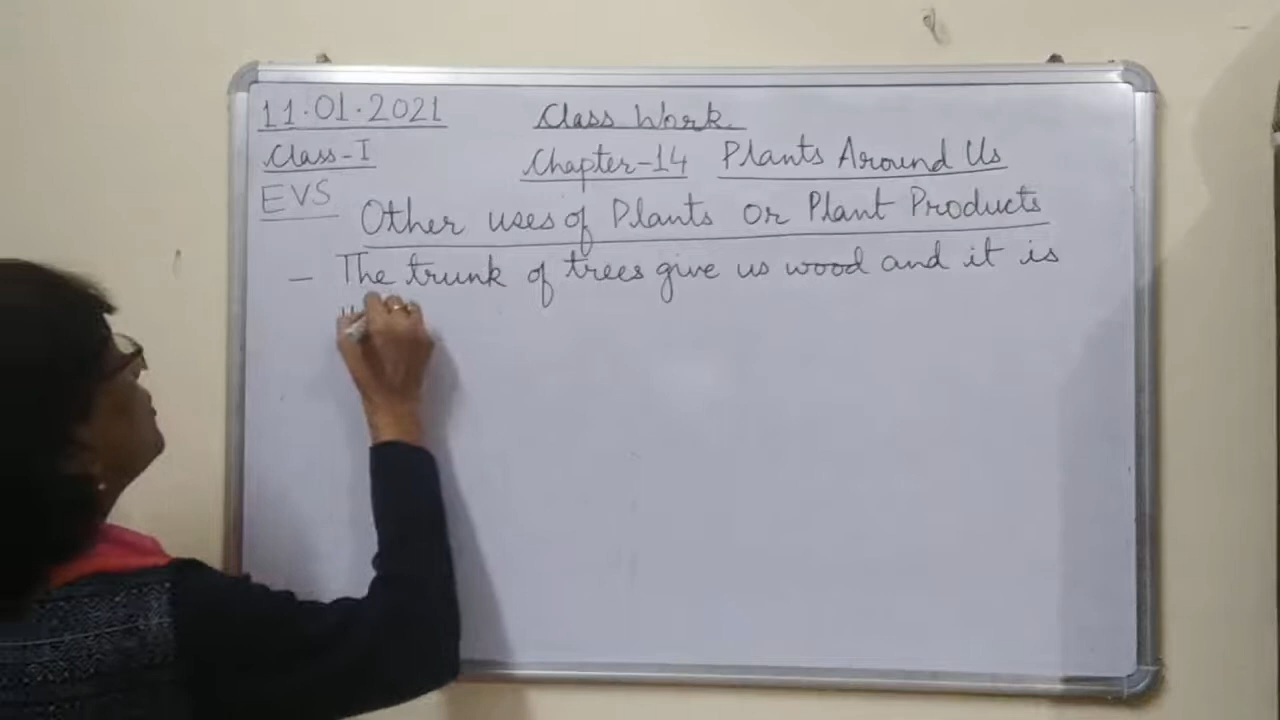 11.01.2021 Class Work
Class-I Chapter-14 Plants Around Us
EVS
Other uses of Plants or Plant Products
- The trunk of trees give us wood and it is